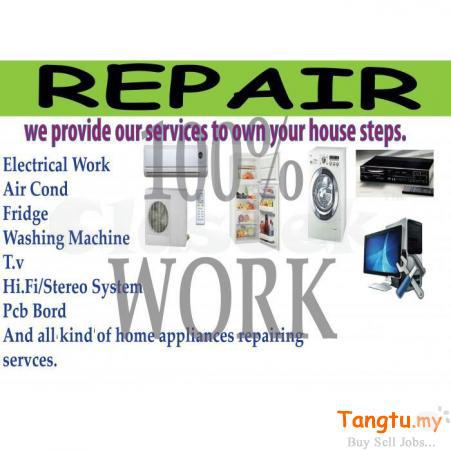 REPAIR
we provide our services to own your house steps.
100%
WORK
Electrical Work
Air Cond
Fridge
Washing Machine
T.v
Hi.Fi/Stereo System
Pcb Bord
And all kind of home appliances repairing
servces.
Tangtu.my
Buy Sell Jobs...